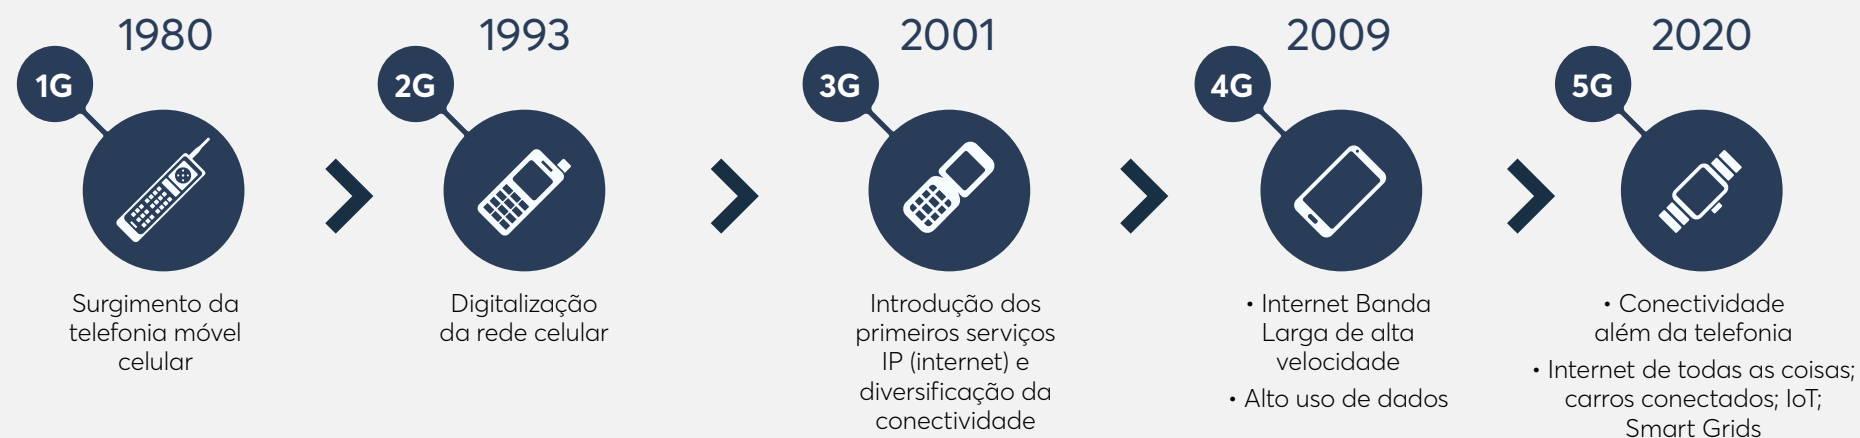 1980
1G
Surgimento da
telefonia móvel
celular
1993
2G
Digitalização
da rede celular
2001
3G
Introdução dos
primeiros serviços
IP (internet) e
diversificação da
conectividade
2009
4G
• Internet Banda
Larga de alta
velocidade
• Alto uso de dados
2020
5G
• Conectividade
além da telefonia
• Internet de todas as coisas;
carros conectados; IoT;
Smart Grids